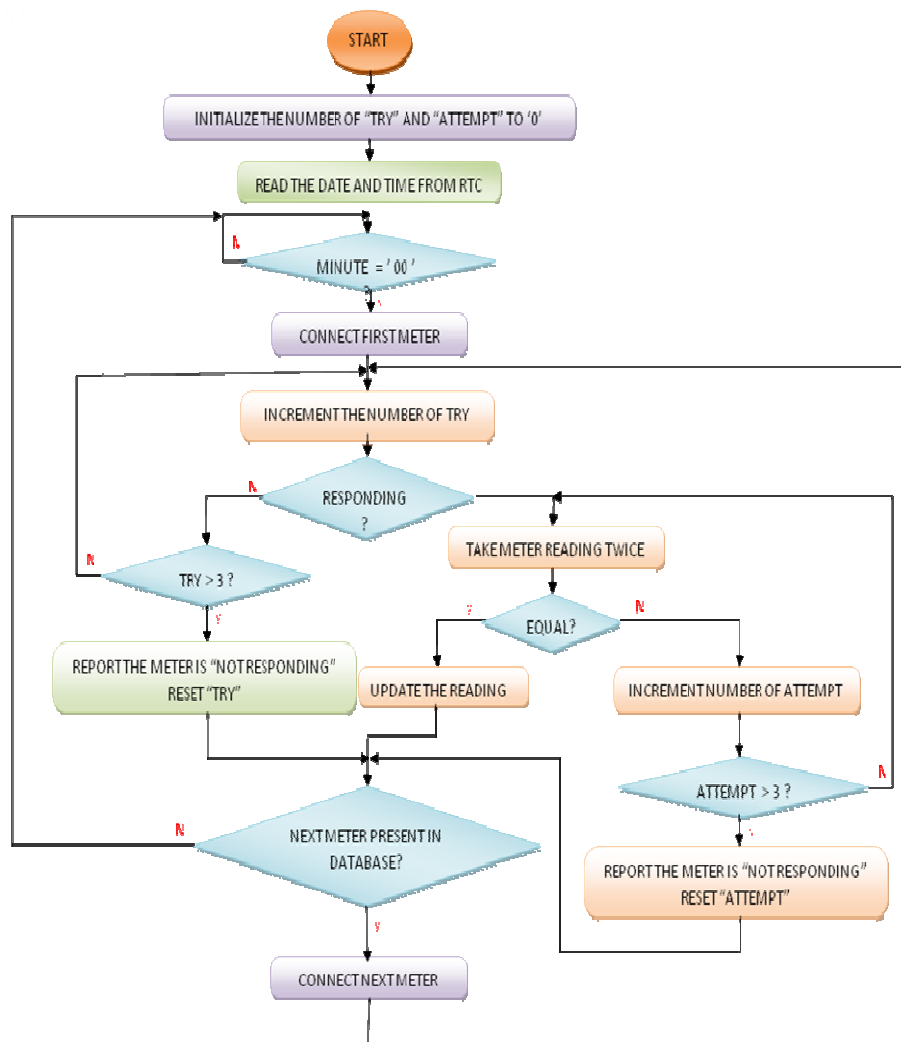 START
INITIALIZE THE NUMBER OF "TRY" AND "ATTEMPT" TO '0'
READ THE DATE AND TIME FROM RTC
N
MINUTE = ' 00 '
?
CONNECT FIRST METER
INCREMENT THE NUMBER OF TRY
N
RESPONDING
?
TAKE METER READING TWICE
N
TRY > 3 ?
y
y
EQUAL?
N
REPORT THE METER IS "NOT RESPONDING"
RESET "TRY"
UPDATE THE READING
INCREMENT NUMBER OF ATTEMPT
N
ATTEMPT > 3 ?
N
NEXT METER PRESENT IN
DATABASE?
REPORT THE METER IS "NOT RESPONDING"
RESET "ATTEMPT"
y
CONNECT NEXT METER